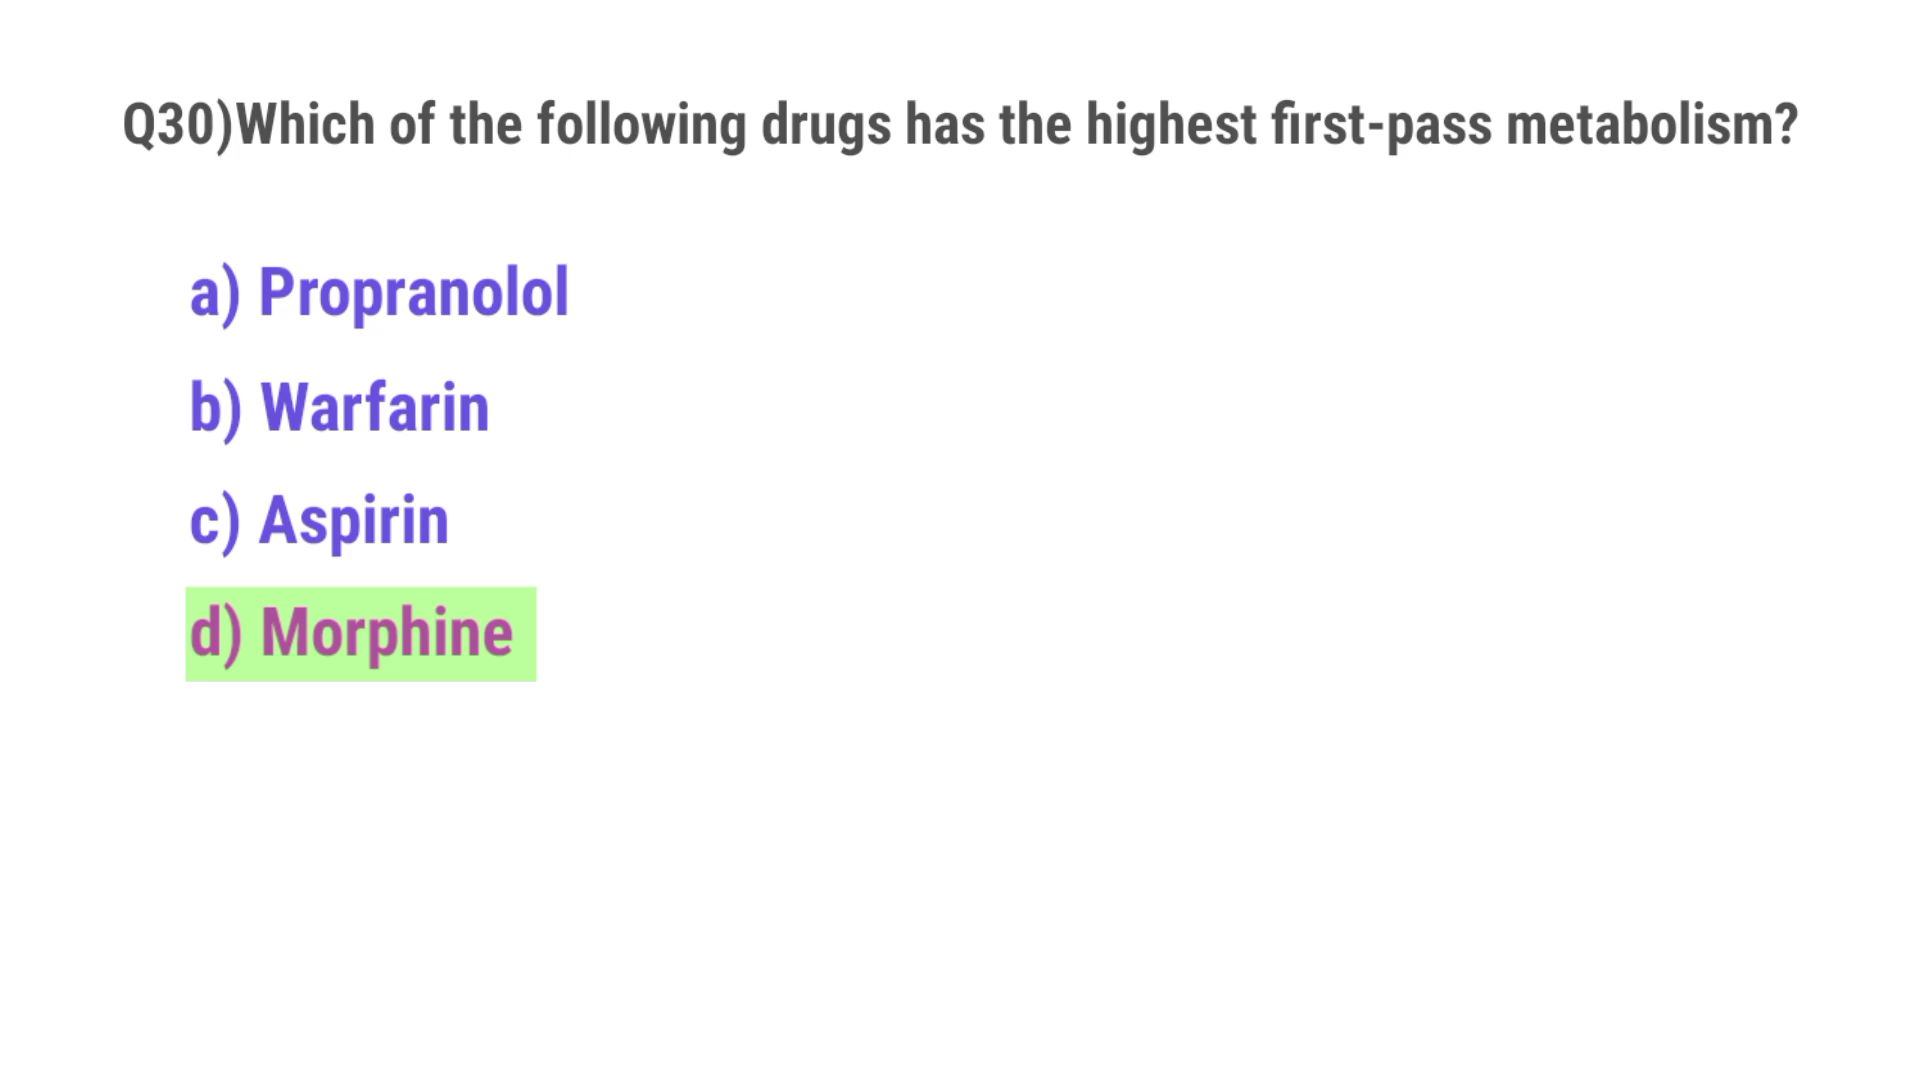 Q30)Which of the following drugs has the highest first-pass metabolism?
a) Propranolol
b) Warfarin
c) Aspirin
d) Morphine